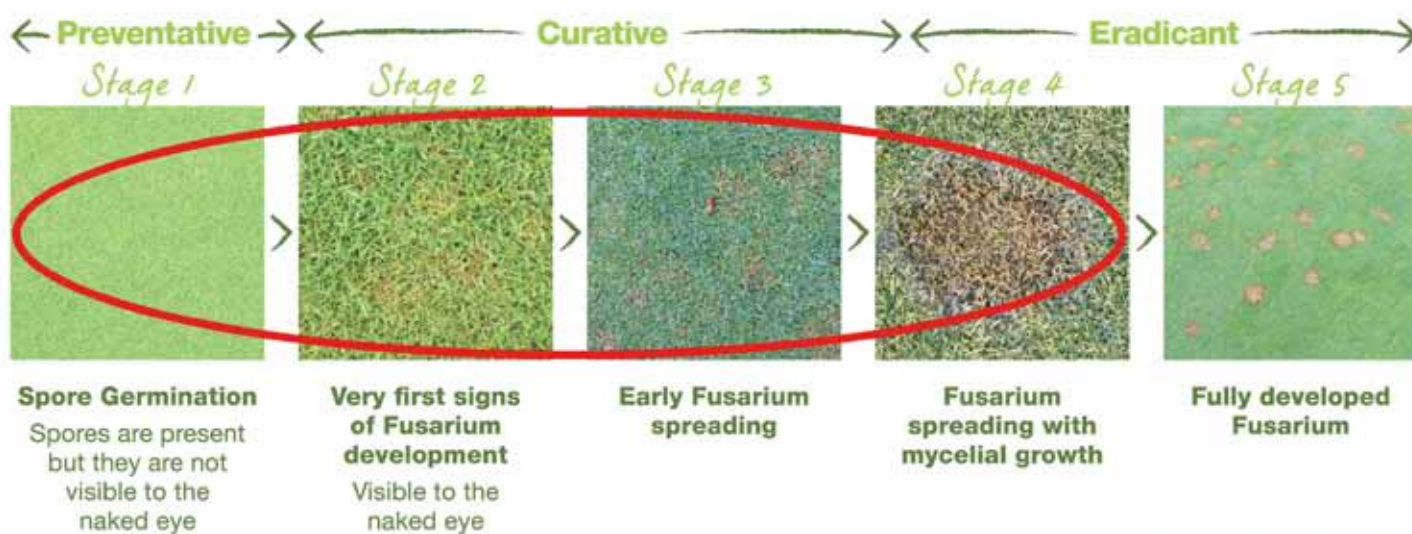 Preventative
Curative
Eradicant
Stage 1
Stage 2
Stage 3
Stage 4
Stage 5
Spore Germination
Spores are present
but they are not
visible to the
naked eye
Very first signs
of Fusarium
development
Visible to the
naked eye
Early Fusarium
spreading
Fusarium
spreading with
mycelial growth
Fully developed
Fusarium